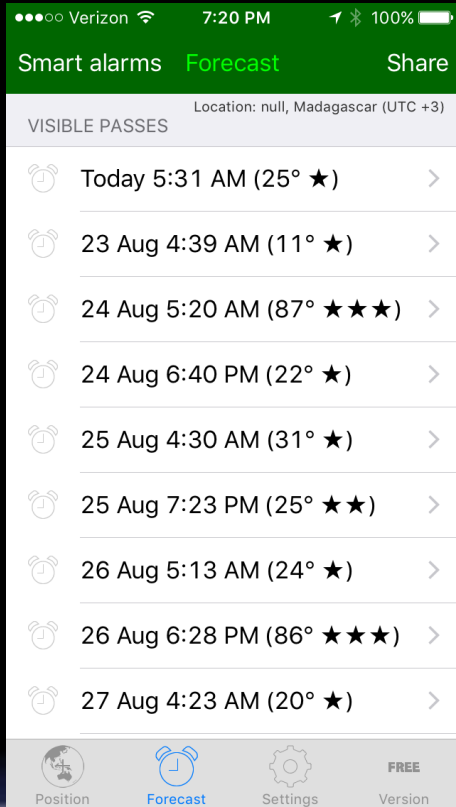 Verizon 7:20 PM 100%
Smart alarms Forecast Share
Location: null, Madagascar (UTC +3)
VISIBLE PASSES
Today 5:31 AM (25° ★)
23 Aug 4:39 AM (11° ★)
24 Aug 5:20 AM (87° ★★★)
24 Aug 6:40 PM (22° ★)
25 Aug 4:30 AM (31° ★)
25 Aug 7:23 PM (25° ★★)
26 Aug 5:13 AM (24° ★)
26 Aug 6:28 PM (86° ★★★)
27 Aug 4:23 AM (20° ★)
FREE
Position Forecast Settings Version